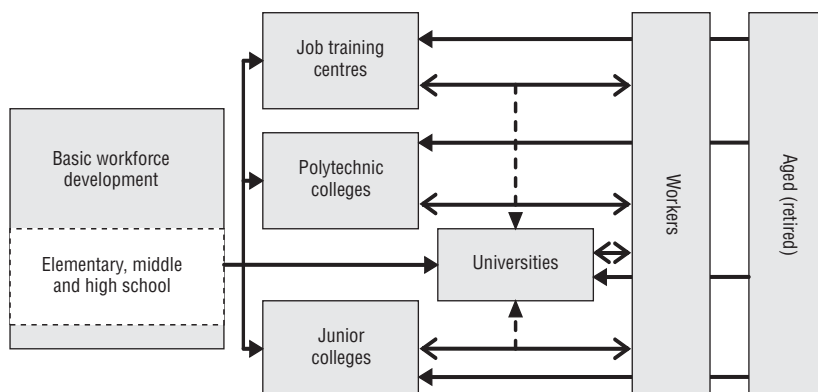 Job training
centres
Basic workforce
development
Polytechnic
colleges
Elementary, middle
and high school
Universities
Junior
colleges
Workers
Aged (retired)